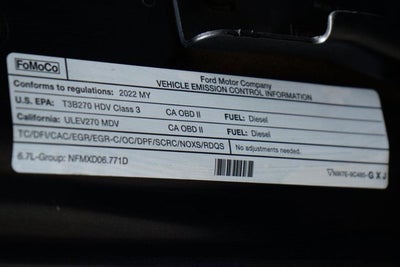 FoMoCo
Ford Motor Company
VEHICLE EMISSION CONTROL INFORMATION
Conforms to regulations: 2022 MY
U.S. EPA: T3B270 HDV Class 3 CA OBD II FUEL: Diesel
California: ULEV270 MDV CA OBD II FUEL: Diesel
TC/DFI/CAC/EGR/EGR-C/OC/DPF/SCRC/NOXS/RDQS No adjustments needed.
6.7L-Group: NFMXD06.771D
-9C485- G X J